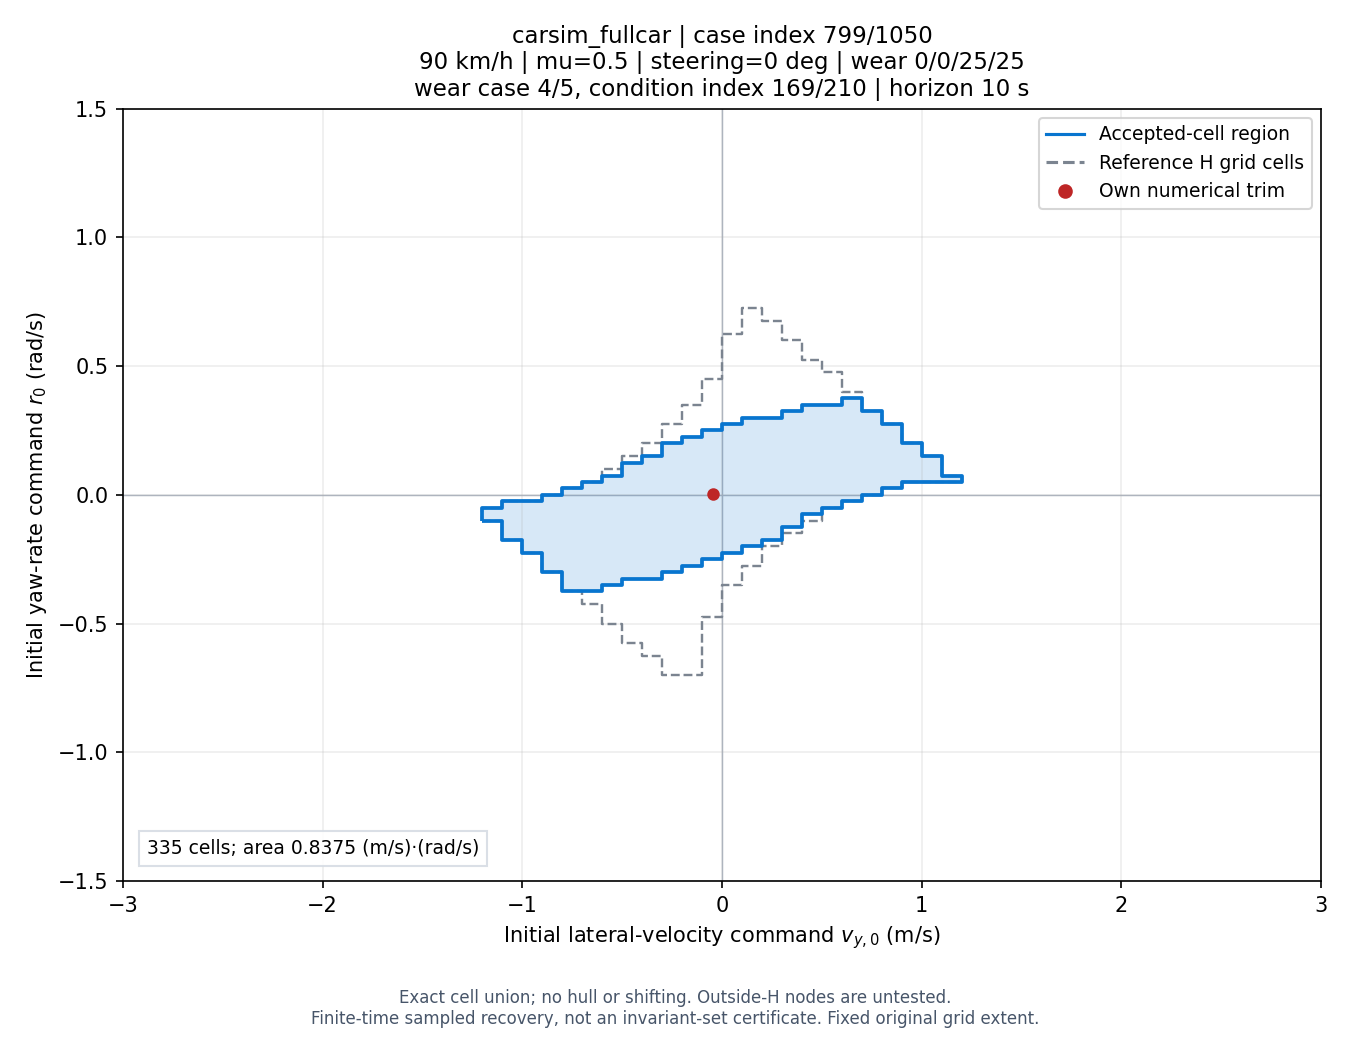 carsim_fullcar | case index 799/1050
90 km/h | mu=0.5 | steering=0 deg | wear 0/0/25/25
wear case 4/5, condition index 169/210 | horizon 10 s
1.5
1.0
0.5
0.0
−0.5
−1.0
−1.5
Initial yaw-rate command r0 (rad/s)
Accepted-cell region
Reference H grid cells
Own numerical trim
335 cells; area 0.8375 (m/s)·(rad/s)
−3
−2
−1
0
1
2
3
Initial lateral-velocity command vy,0 (m/s)
Exact cell union; no hull or shifting. Outside-H nodes are untested.
Finite-time sampled recovery, not an invariant-set certificate. Fixed original grid extent.